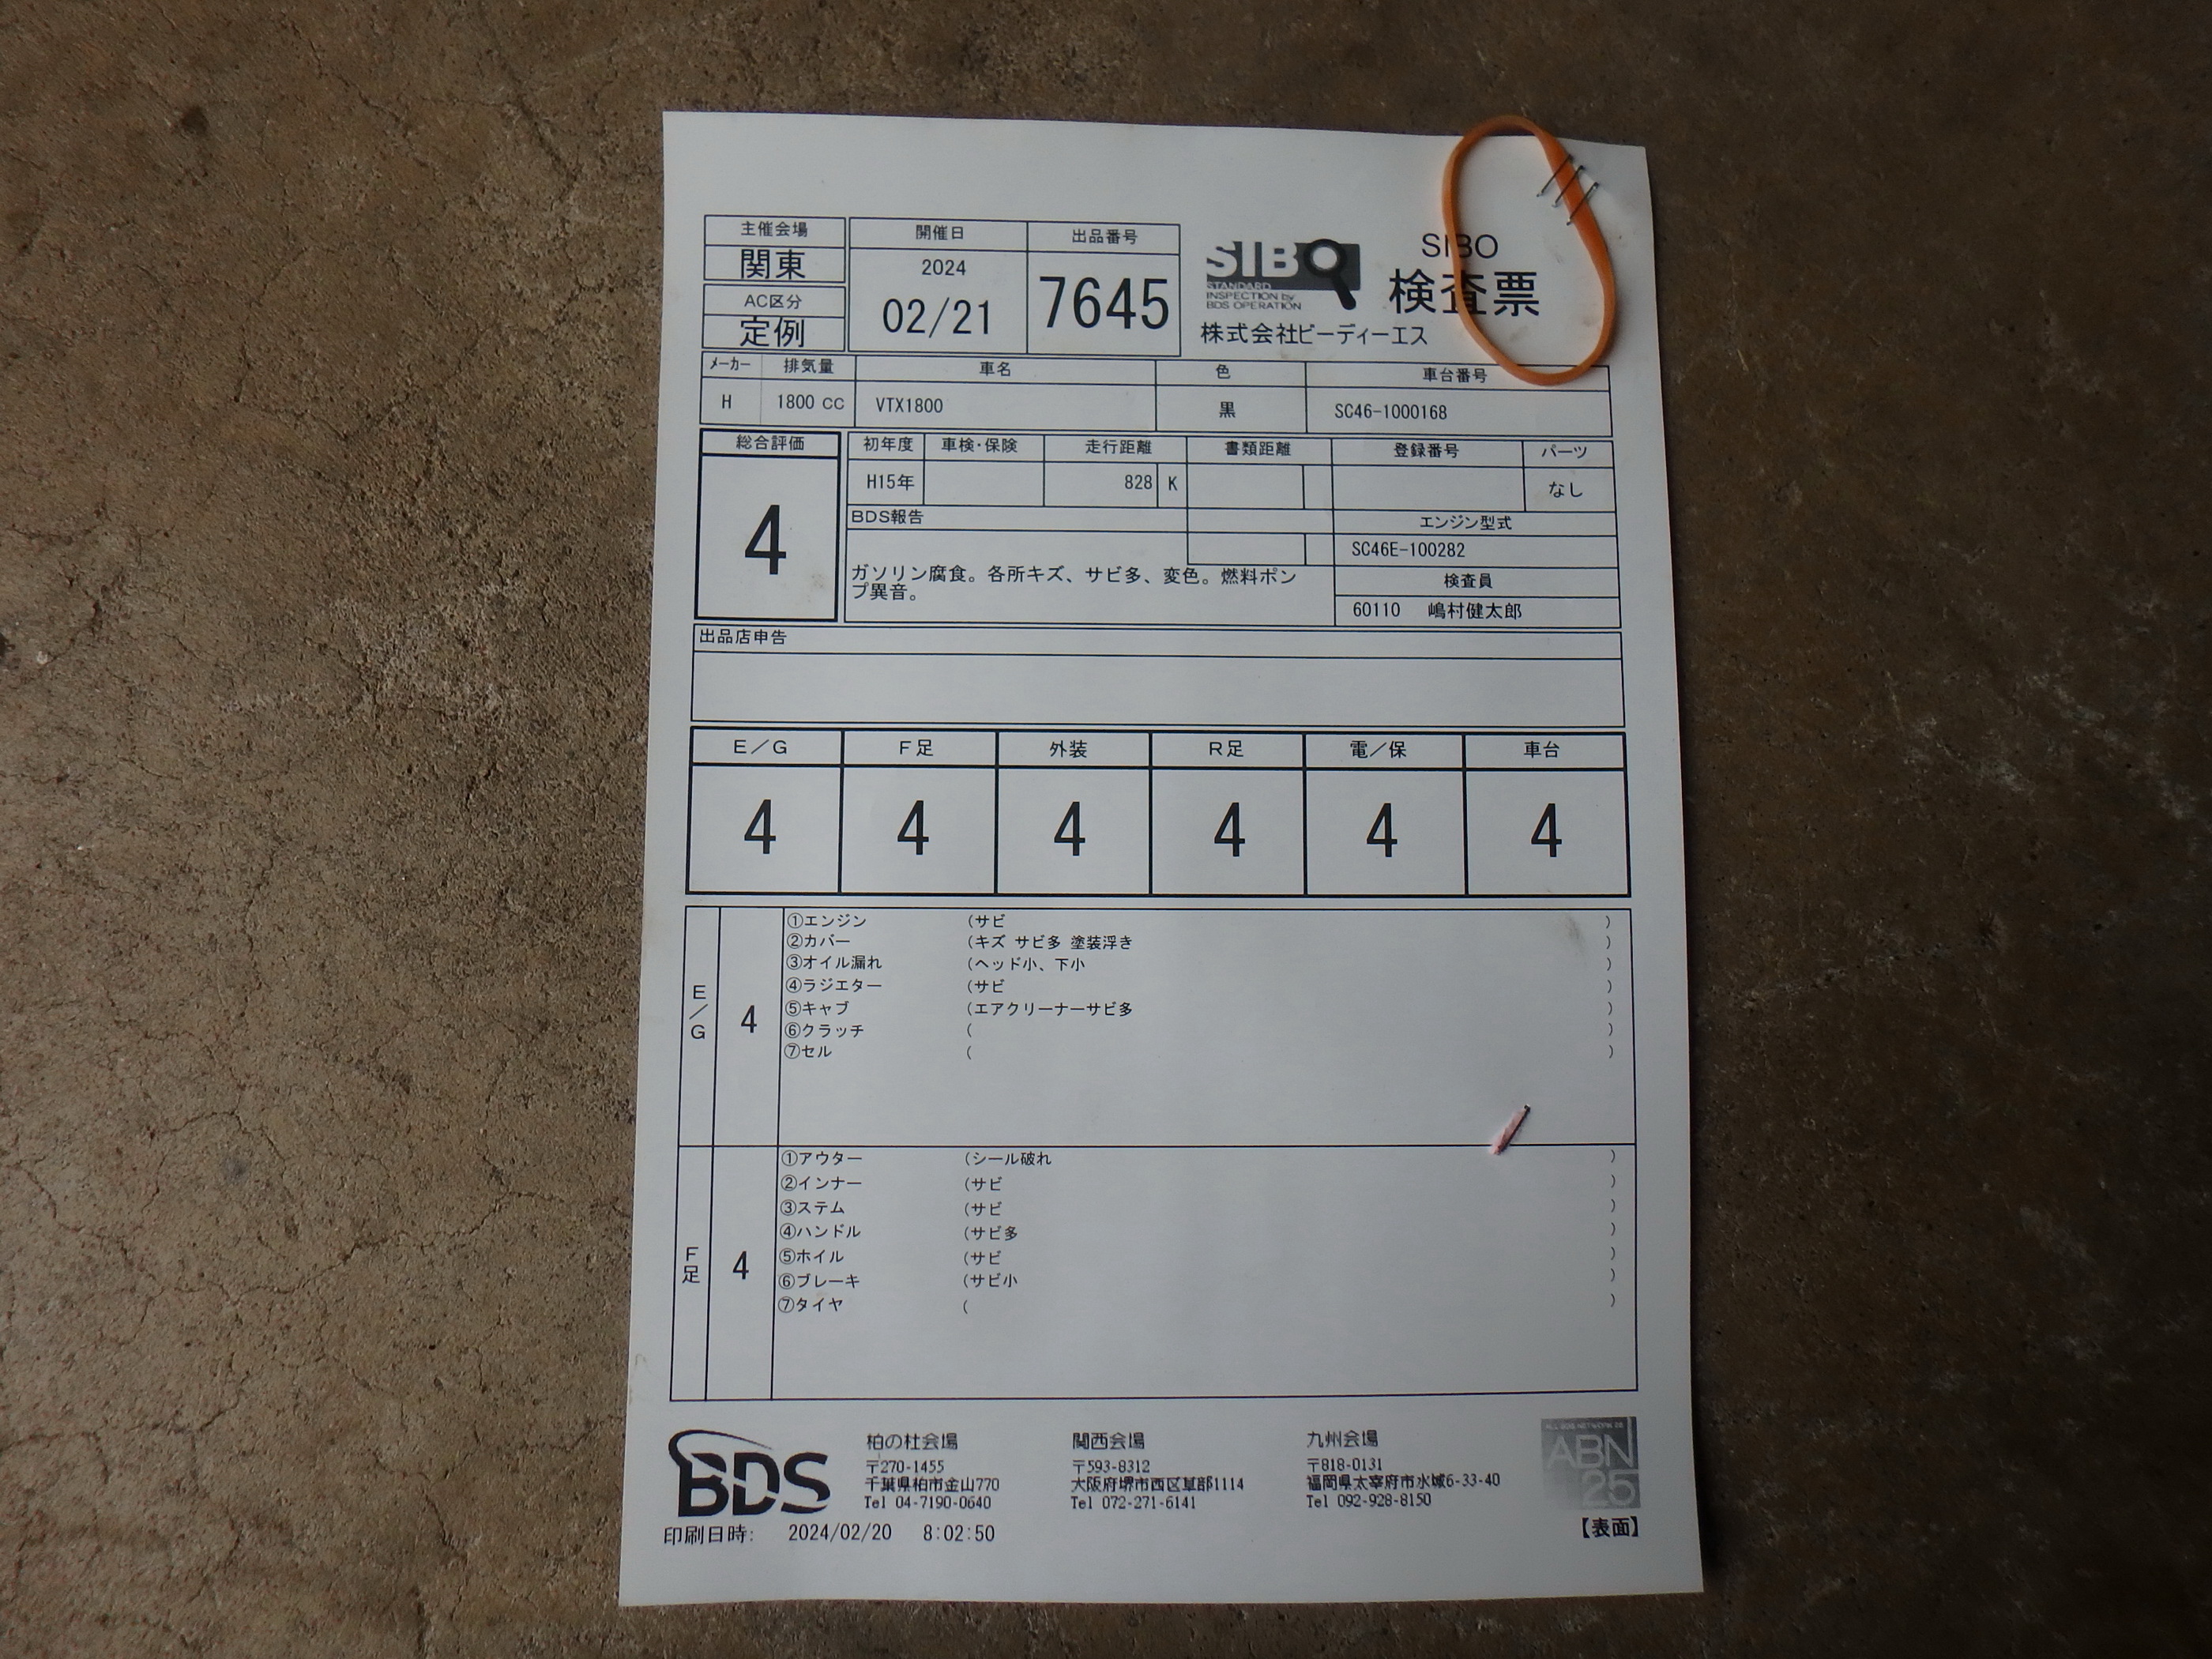 主催会場
関東
AC区分
定例
開催日
2024
02/21
出品番号
7645
SIBO
STANDARD
INSPECTION by
BDS OPERATION
株式会社ビーディーエス
SIBO
検査票
メーカー 排気量 車名 色 車台番号
H 1800 CC VTX1800 黒 SC46-1000168
総合評価
4
初年度 車検・保険 走行距離 書類距離 登録番号 パーツ
H15年 828 K なし
BDS報告
ガソリン腐食。各所キズ、サビ多、変色。燃料ポン
プ異音。
エンジン型式
SC46E-100282
検査員
60110 嶋村健太郎
出品店申告
E/G F足 外装 R足 電/保 車台
4 4 4 4 4 4
E/G
4
①エンジン (サビ )
②カバー (キズ サビ多 塗装浮き )
③オイル漏れ (ヘッド小、下小 )
④ラジエター (サビ )
⑤キャブ (エアクリーナーサビ多 )
⑥クラッチ ( )
⑦セル ( )
F足
4
①アウター (シール破れ )
②インナー (サビ )
③ステム (サビ )
④ハンドル (サビ多 )
⑤ホイル (サビ )
⑥ブレーキ (サビ小 )
⑦タイヤ ( )
BDS
柏の杜会場
〒270-1455
千葉県柏市金山770
Tel 04-7190-0640
関西会場
〒593-8312
大阪府堺市西区草部1114
Tel 072-271-6141
九州会場
〒818-0131
福岡県太宰府市水城6-33-40
Tel 092-928-8150
ALL BDS NETWORK 25
ABN
25
印刷日時: 2024/02/20 8:02:50
【表面】